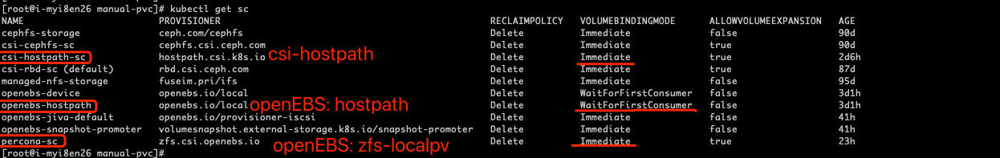 [root@i-myi8en26 manual-pvc]# kubectl get sc
NAME PROVISIONER RECLAIMPOLICY VOLUMEBINDINGMODE ALLOWVOLUMEEXPANSION AGE
cephfs-storage ceph.com/cephfs Delete Immediate false 90d
csi-cephfs-sc cephfs.csi.ceph.com Delete Immediate true 90d
csi-hostpath-sc hostpath.csi.k8s.io csi-hostpath Delete Immediate true 2d6h
csi-rbd-sc (default) rbd.csi.ceph.com Delete Immediate true 87d
managed-nfs-storage fuseim.pri/ifs Delete Immediate false 95d
openebs-device openebs.io/local Delete WaitForFirstConsumer false 3d1h
openebs-hostpath openebs.io/local openEBS: hostpath Delete WaitForFirstConsumer false 3d1h
openebs-jiva-default openebs.io/provisioner-iscsi Delete Immediate false 41h
openebs-snapshot-promoter volumesnapshot.external-storage.k8s.io/snapshot-promoter Delete Immediate false 41h
percona-sc zfs.csi.openebs.io openEBS: zfs-localpv Delete Immediate true 23h
[root@i-myi8en26 manual-pvc]#